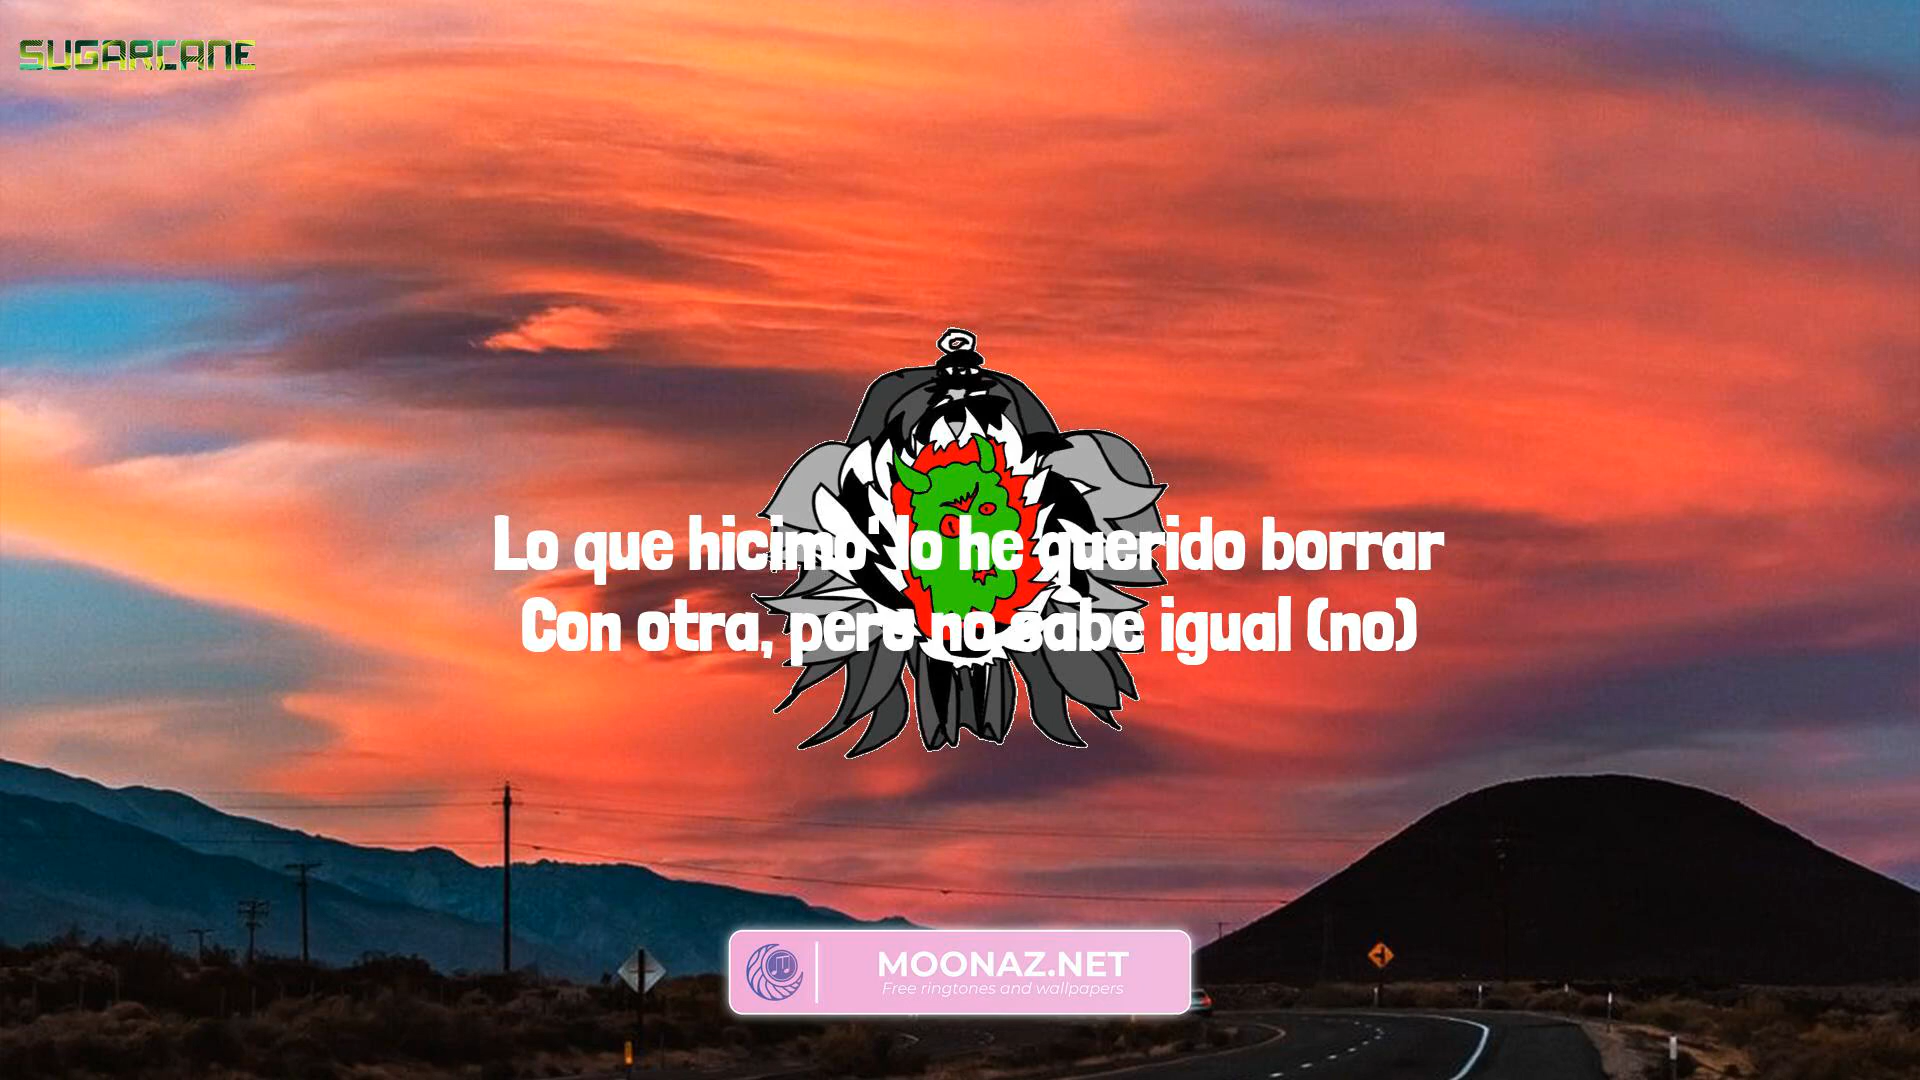 SUGARCANE
Lo que hicimo' lo he querido borrar
Con otra, pero no sabe igual (no)
MOONAZ.NET
Free ringtones and wallpapers